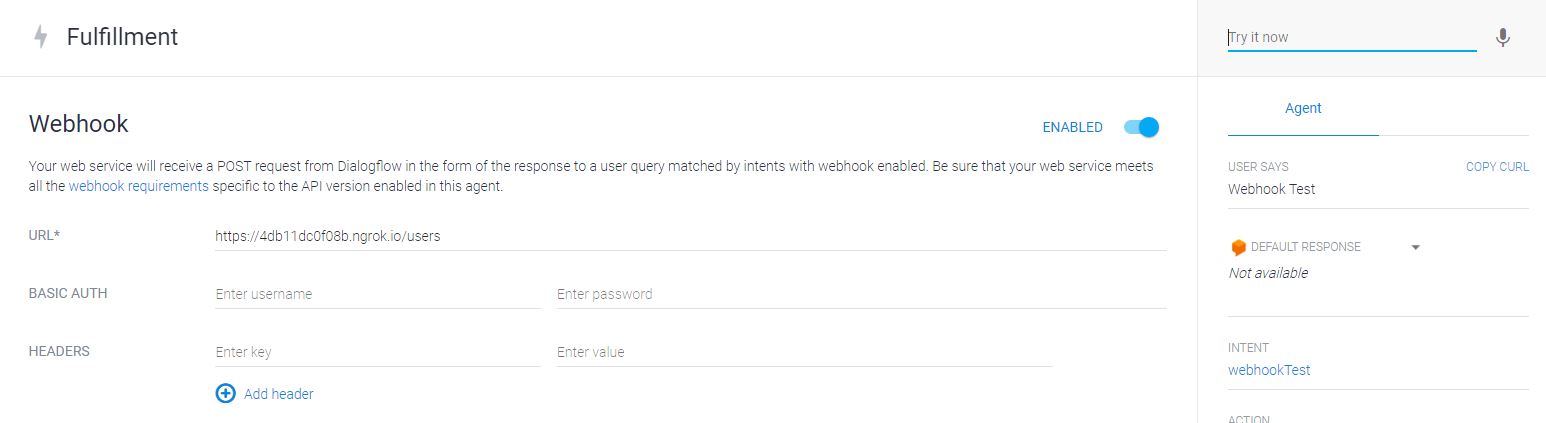 Fulfillment
Try it now
Webhook
ENABLED
Your web service will receive a POST request from Dialogflow in the form of the response to a user query matched by intents with webhook enabled. Be sure that your web service meets
all the webhook requirements specific to the API version enabled in this agent.
URL*
https://4db11dc0f08b.ngrok.io/users
BASIC AUTH
Enter username
Enter password
HEADERS
Enter key
Enter value
Add header
Agent
USER SAYS
COPY CURL
Webhook Test
DEFAULT RESPONSE
Not available
INTENT
webhookTest
ACTION